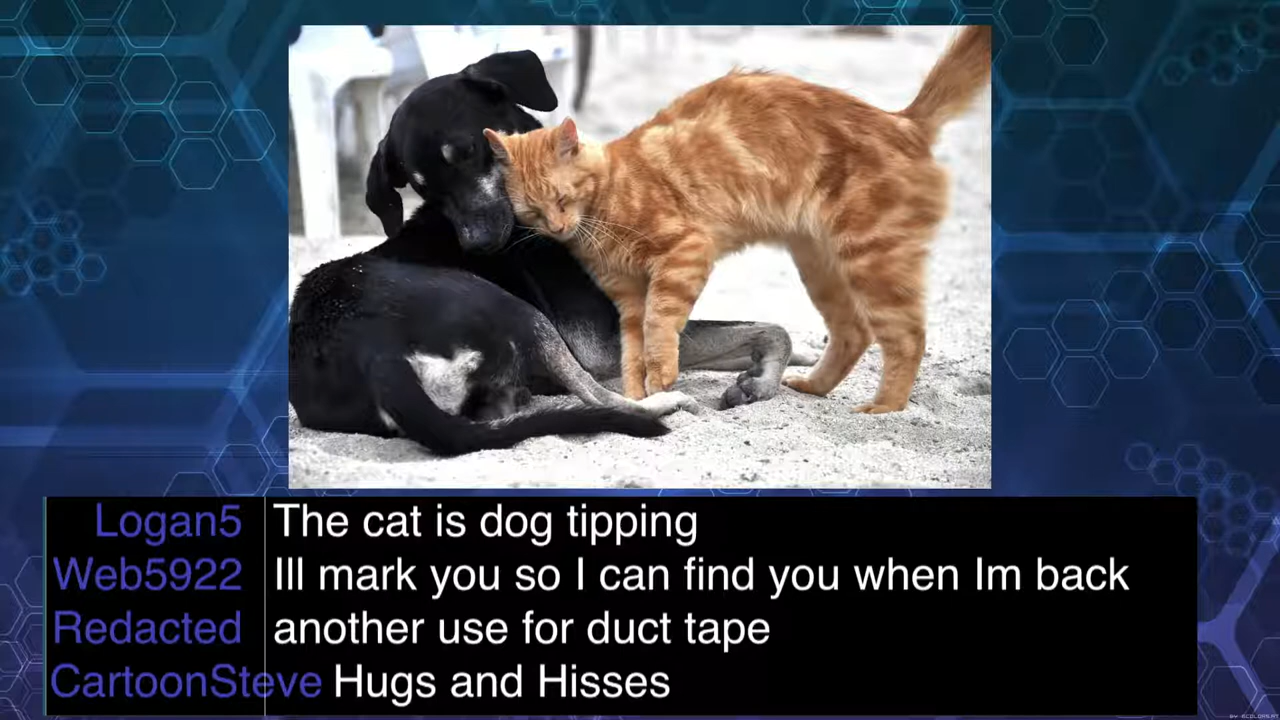 Logan5 The cat is dog tipping
Web5922 Ill mark you so I can find you when Im back
Redacted another use for duct tape
CartoonSteve Hugs and Hisses